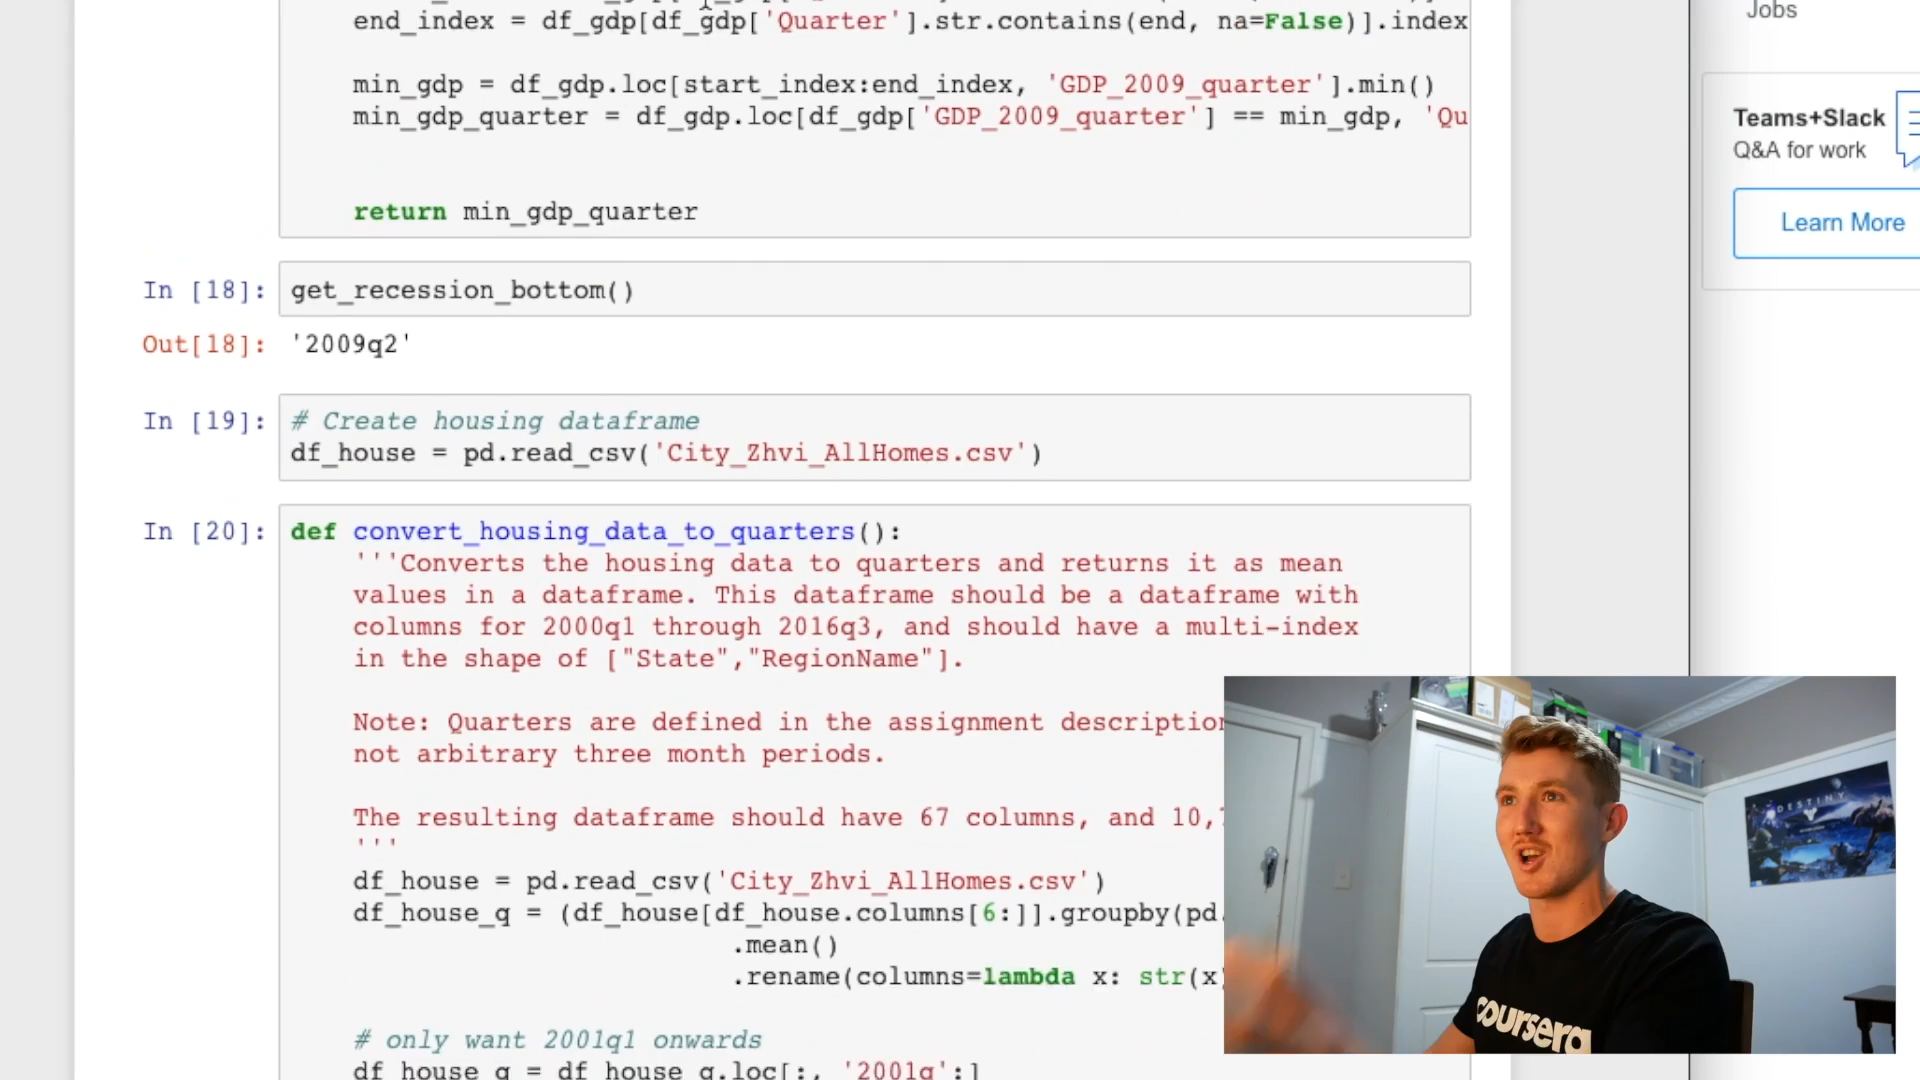 end_index = df_gdp[df_gdp['Quarter'].str.contains(end, na=False)].index
min_gdp = df_gdp.loc[start_index:end_index, 'GDP_2009_quarter'].min()
min_gdp_quarter = df_gdp.loc[df_gdp['GDP_2009_quarter'] == min_gdp, 'Qu
return min_gdp_quarter
In [18]: get_recession_bottom()
Out[18]: '2009q2'
In [19]: # Create housing dataframe
df_house = pd.read_csv('City_Zhvi_AllHomes.csv')
In [20]: def convert_housing_data_to_quarters():
'''Converts the housing data to quarters and returns it as mean
values in a dataframe. This dataframe should be a dataframe with
columns for 2000q1 through 2016q3, and should have a multi-index
in the shape of ["State","RegionName"].
Note: Quarters are defined in the assignment description
not arbitrary three month periods.
The resulting dataframe should have 67 columns, and 10,
'''
df_house = pd.read_csv('City_Zhvi_AllHomes.csv')
df_house_q = (df_house[df_house.columns[6:]].groupby(pd.
.mean()
.rename(columns=lambda x: str(x)
# only want 2001q1 onwards
df_house_q = df_house_q.loc[:, '2001q':]
Jobs
Teams+Slack
Q&A for work
Learn More
DESTINY
coursera